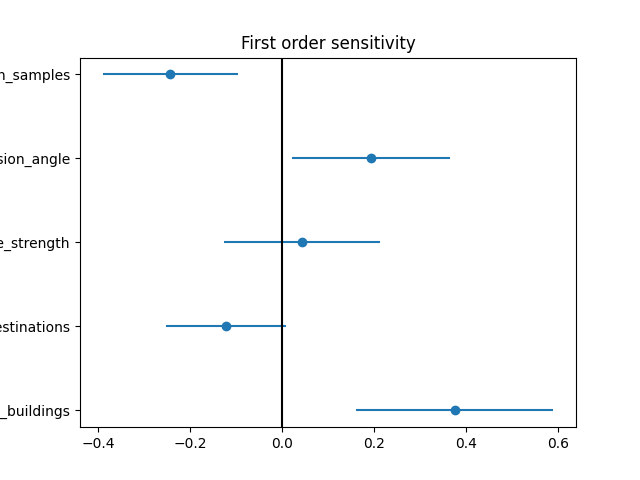 First order sensitivity
n_samples
sion_angle
e_strength
estinations
_buildings
−0.4 −0.2 0.0 0.2 0.4 0.6